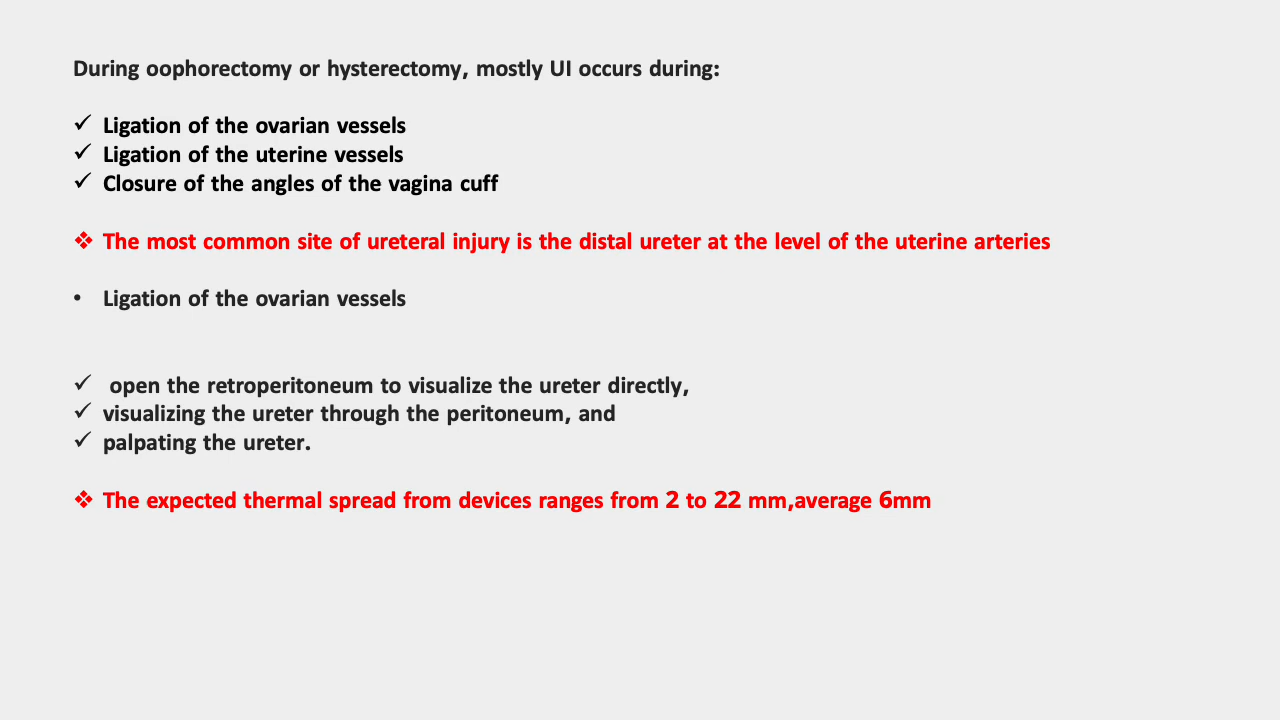 During oophorectomy or hysterectomy, mostly UI occurs during:
✓ Ligation of the ovarian vessels
✓ Ligation of the uterine vessels
✓ Closure of the angles of the vagina cuff
❖ The most common site of ureteral injury is the distal ureter at the level of the uterine arteries
• Ligation of the ovarian vessels
✓ open the retroperitoneum to visualize the ureter directly,
✓ visualizing the ureter through the peritoneum, and
✓ palpating the ureter.
❖ The expected thermal spread from devices ranges from 2 to 22 mm,average 6mm